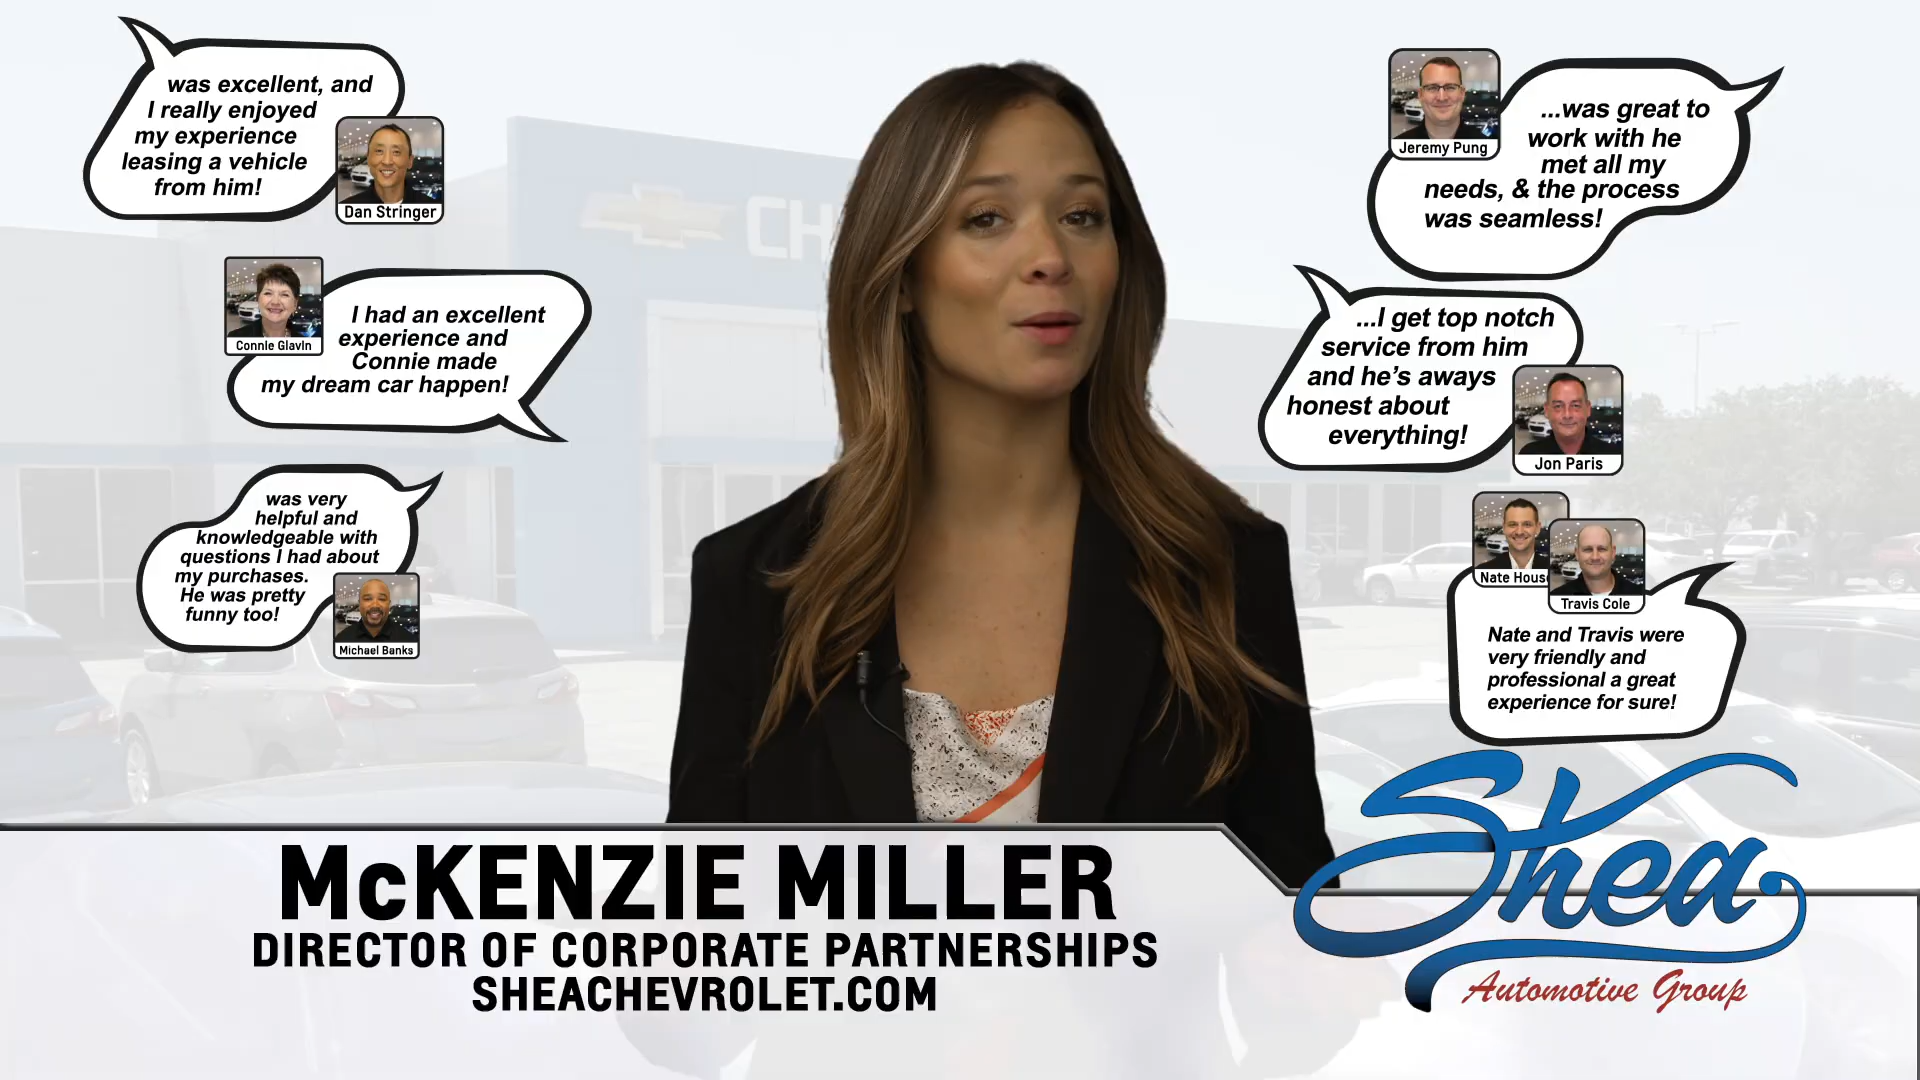 was excellent, and
I really enjoyed
my experience
leasing a vehicle
from him!
Dan Stringer
Connie Glavin
I had an excellent
experience and
Connie made
my dream car happen!
was very
helpful and
knowledgeable with
questions I had about
my purchases.
He was pretty
funny too!
Michael Banks
CH
Jeremy Pung
...was great to
work with he
met all my
needs, & the process
was seamless!
...I get top notch
service from him
and he's aways
honest about
everything!
Jon Paris
Nate House
Travis Cole
Nate and Travis were
very friendly and
professional a great
experience for sure!
McKENZIE MILLER
DIRECTOR OF CORPORATE PARTNERSHIPS
SHEACHEVROLET.COM
Shea
Automotive Group